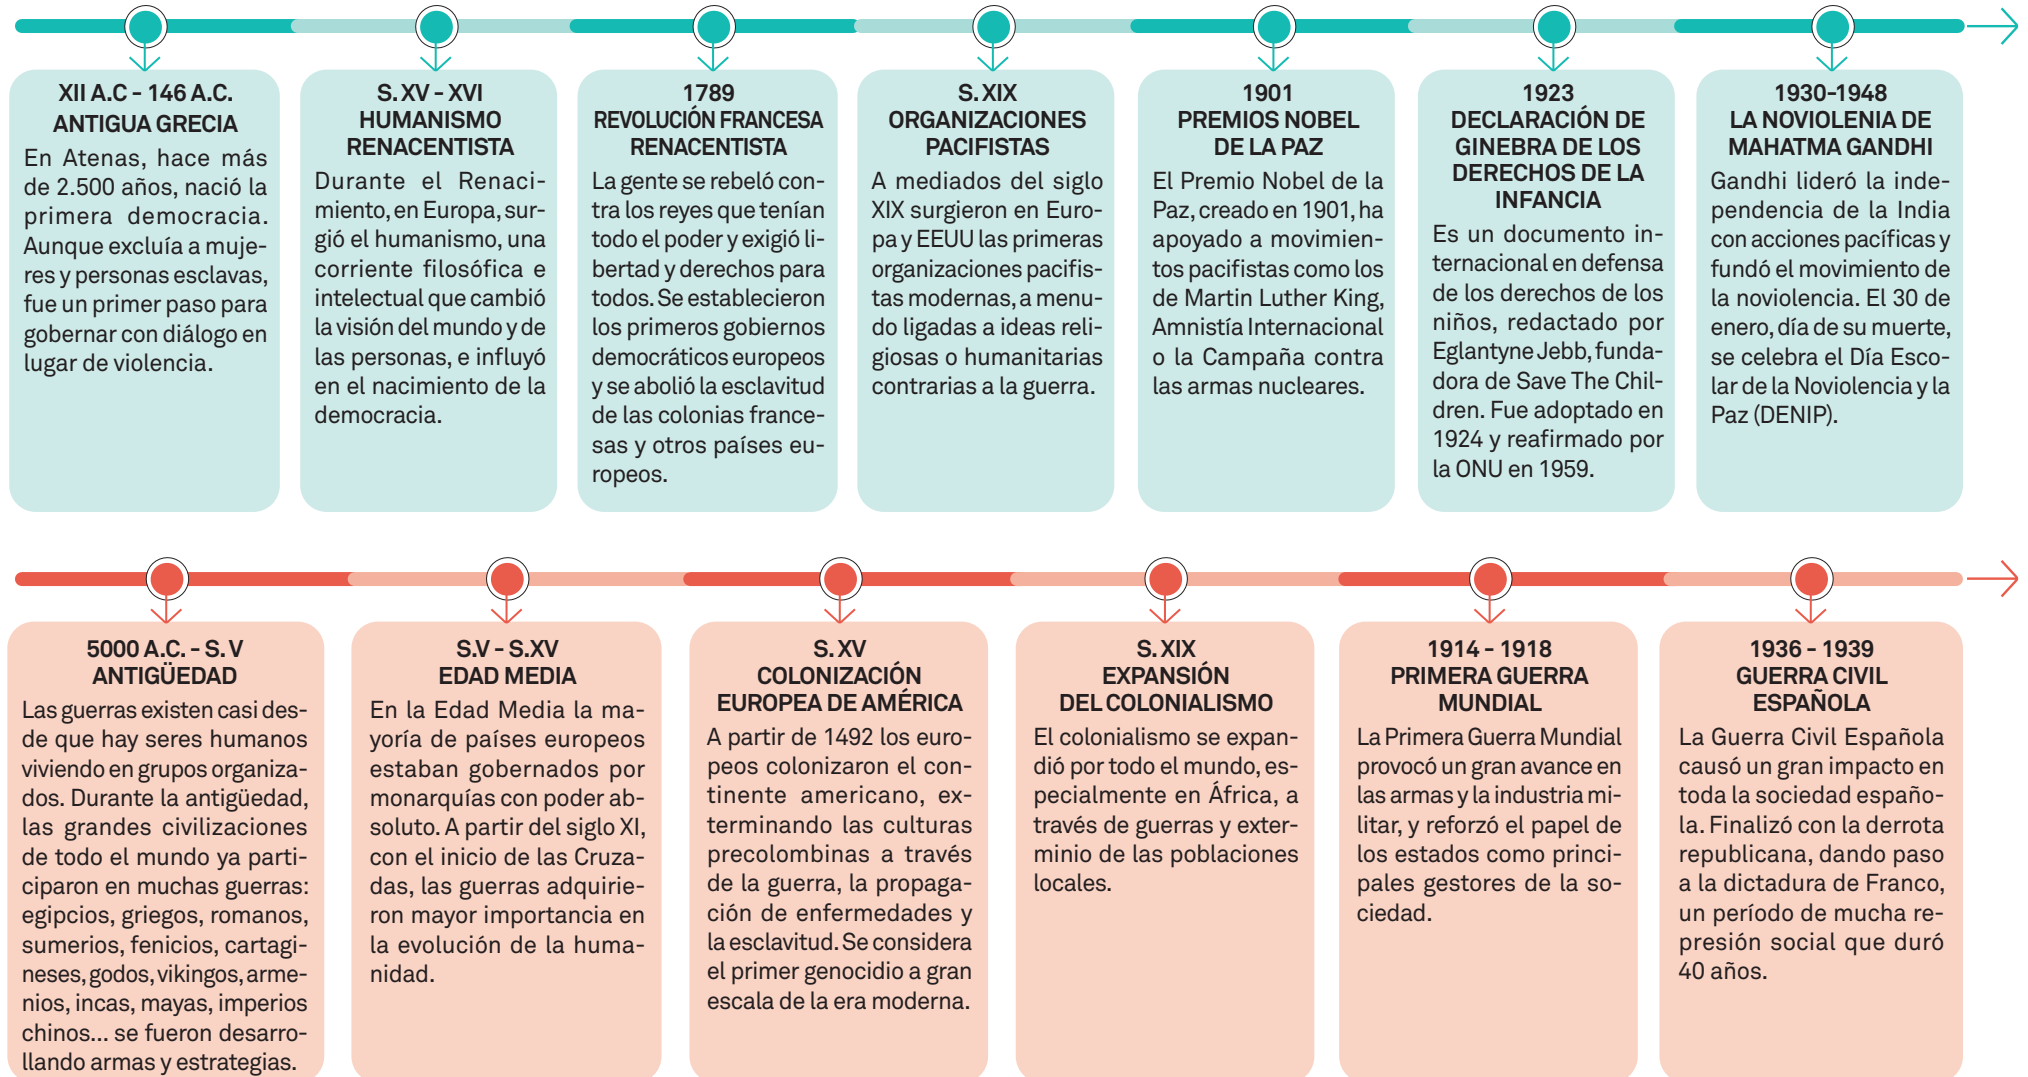 XII A.C - 146 A.C.
ANTIGUA GRECIA
En Atenas, hace más
de 2.500 años, nació la
primera democracia.
Aunque excluía a muje-
res y personas esclavas,
fue un primer paso para
gobernar con diálogo en
lugar de violencia.
S. XV - XVI
HUMANISMO
RENACENTISTA
Durante el Renaci-
miento, en Europa, sur-
gió el humanismo, una
corriente filosófica e
intelectual que cambió
la visión del mundo y de
las personas, e influyó
en el nacimiento de la
democracia.
1789
REVOLUCIÓN FRANCESA
RENACENTISTA
La gente se rebeló con-
tra los reyes que tenían
todo el poder y exigió li-
bertad y derechos para
todos. Se establecieron
los primeros gobiernos
democráticos europeos
y se abolió la esclavitud
de las colonias france-
sas y otros países eu-
ropeos.
S. XIX
ORGANIZACIONES
PACIFISTAS
A mediados del siglo
XIX surgieron en Euro-
pa y EEUU las primeras
organizaciones pacifis-
tas modernas, a menu-
do ligadas a ideas reli-
giosas o humanitarias
contrarias a la guerra.
1901
PREMIOS NOBEL
DE LA PAZ
El Premio Nobel de la
Paz, creado en 1901, ha
apoyado a movimien-
tos pacifistas como los
de Martin Luther King,
Amnistía Internacional
o la Campaña contra
las armas nucleares.
1923
DECLARACIÓN DE
GINEBRA DE LOS
DERECHOS DE LA
INFANCIA
Es un documento in-
ternacional en defensa
de los derechos de los
niños, redactado por
Eglantyne Jebb, funda-
dora de Save The Chil-
dren. Fue adoptado en
1924 y reafirmado por
la ONU en 1959.
1930-1948
LA NOVIOLENIA DE
MAHATMA GANDHI
Gandhi lideró la inde-
pendencia de la India
con acciones pacíficas y
fundó el movimiento de
la noviolencia. El 30 de
enero, día de su muerte,
se celebra el Día Esco-
lar de la Noviolencia y la
Paz (DENIP).
5000 A.C. - S. V
ANTIGÜEDAD
Las guerras existen casi des-
de que hay seres humanos
viviendo en grupos organiza-
dos. Durante la antigüedad,
las grandes civilizaciones
de todo el mundo ya parti-
ciparon en muchas guerras:
egipcios, griegos, romanos,
sumerios, fenicios, cartagi-
neses, godos, vikingos, arme-
nios, incas, mayas, imperios
chinos... se fueron desarro-
llando armas y estrategias.
S.V - S.XV
EDAD MEDIA
En la Edad Media la ma-
yoría de países europeos
estaban gobernados por
monarquías con poder ab-
soluto. A partir del siglo XI,
con el inicio de las Cruza-
das, las guerras adquirie-
ron mayor importancia en
la evolución de la huma-
nidad.
S. XV
COLONIZACIÓN
EUROPEA DE AMÉRICA
A partir de 1492 los euro-
peos colonizaron el con-
tinente americano, ex-
terminando las culturas
precolombinas a través
de la guerra, la propaga-
ción de enfermedades y
la esclavitud. Se considera
el primer genocidio a gran
escala de la era moderna.
S. XIX
EXPANSIÓN
DEL COLONIALISMO
El colonialismo se expan-
dió por todo el mundo, es-
pecialmente en África, a
través de guerras y exter-
minio de las poblaciones
locales.
1914 - 1918
PRIMERA GUERRA
MUNDIAL
La Primera Guerra Mundial
provocó un gran avance en
las armas y la industria mi-
litar, y reforzó el papel de
los estados como princi-
pales gestores de la so-
ciedad.
1936 - 1939
GUERRA CIVIL
ESPAÑOLA
La Guerra Civil Española
causó un gran impacto en
toda la sociedad españo-
la. Finalizó con la derrota
republicana, dando paso
a la dictadura de Franco,
un período de mucha re-
presión social que duró
40 años.